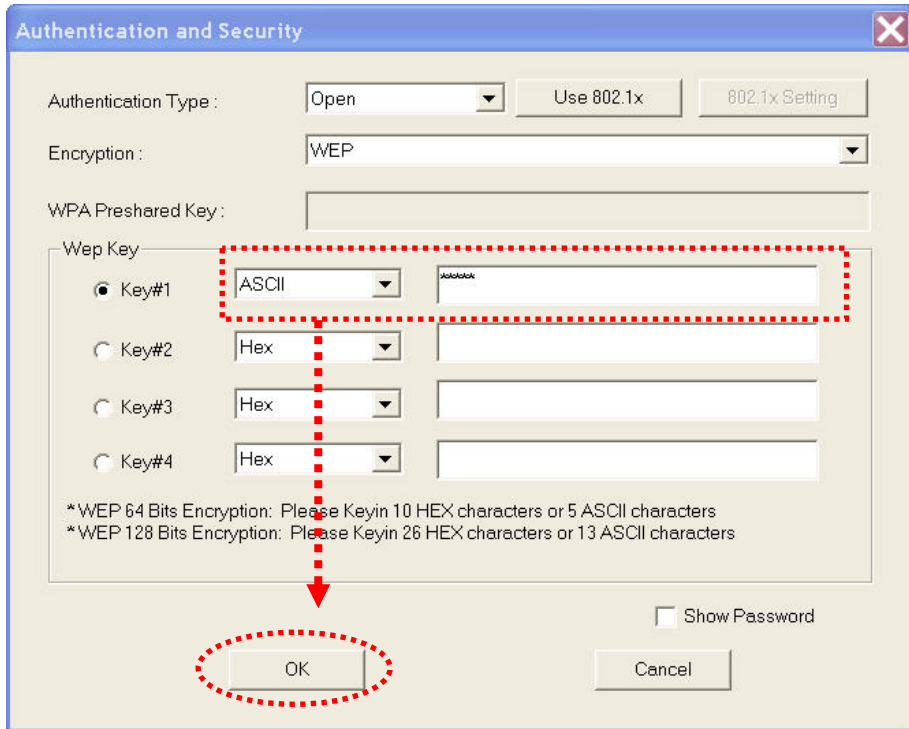 Authentication and Security
Authentication Type : Open Use 802.1x 802.1x Setting
Encryption : WEP
WPA Preshared Key :
Wep Key
Key#1 ASCII *****
Key#2 Hex
Key#3 Hex
Key#4 Hex
* WEP 64 Bits Encryption: Please Keyin 10 HEX characters or 5 ASCII characters
* WEP 128 Bits Encryption: Please Keyin 26 HEX characters or 13 ASCII characters
Show Password
OK Cancel